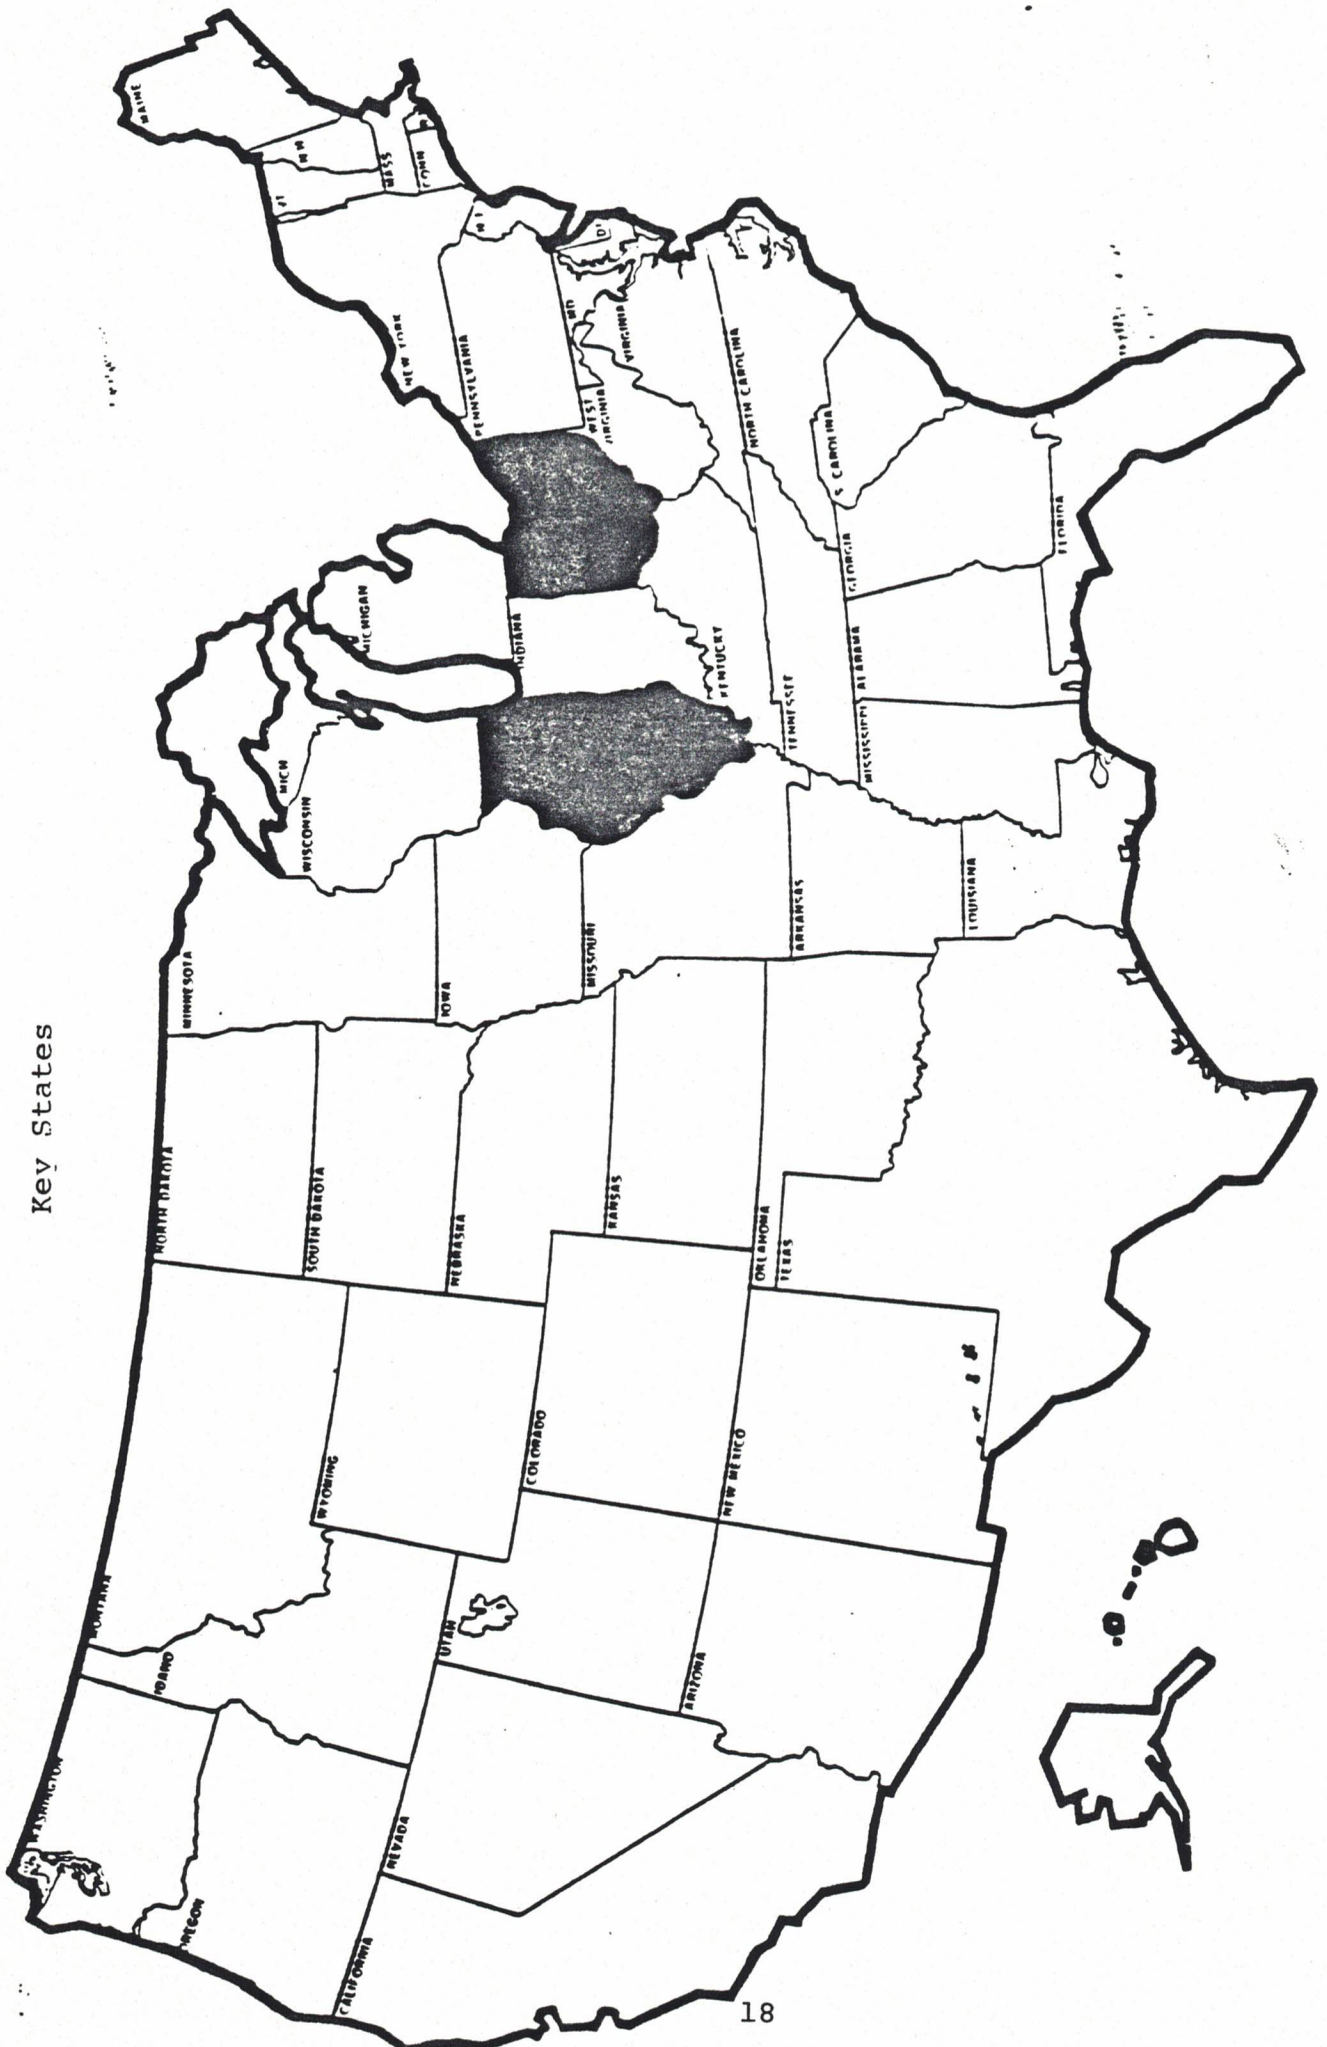 Key States
WASHINGTON
OREGON
CALIFORNIA
NEVADA
IDAHO
MONTANA
WYOMING
UTAH
ARIZONA
COLORADO
NEW MEXICO
NORTH DAKOTA
SOUTH DAKOTA
NEBRASKA
KANSAS
OKLAHOMA
TEXAS
MINNESOTA
IOWA
MISSOURI
ARKANSAS
LOUISIANA
WISCONSIN
MICH
MICHIGAN
INDIANA
KENTUCKY
TENNESSEE
MISSISSIPPI
ALABAMA
GEORGIA
FLORIDA
S CAROLINA
NORTH CAROLINA
VIRGINIA
WEST
VIRGINIA
MD
PENNSYLVANIA
NEW YORK
NJ
CONN
MASS
VT
NH
MAINE
18